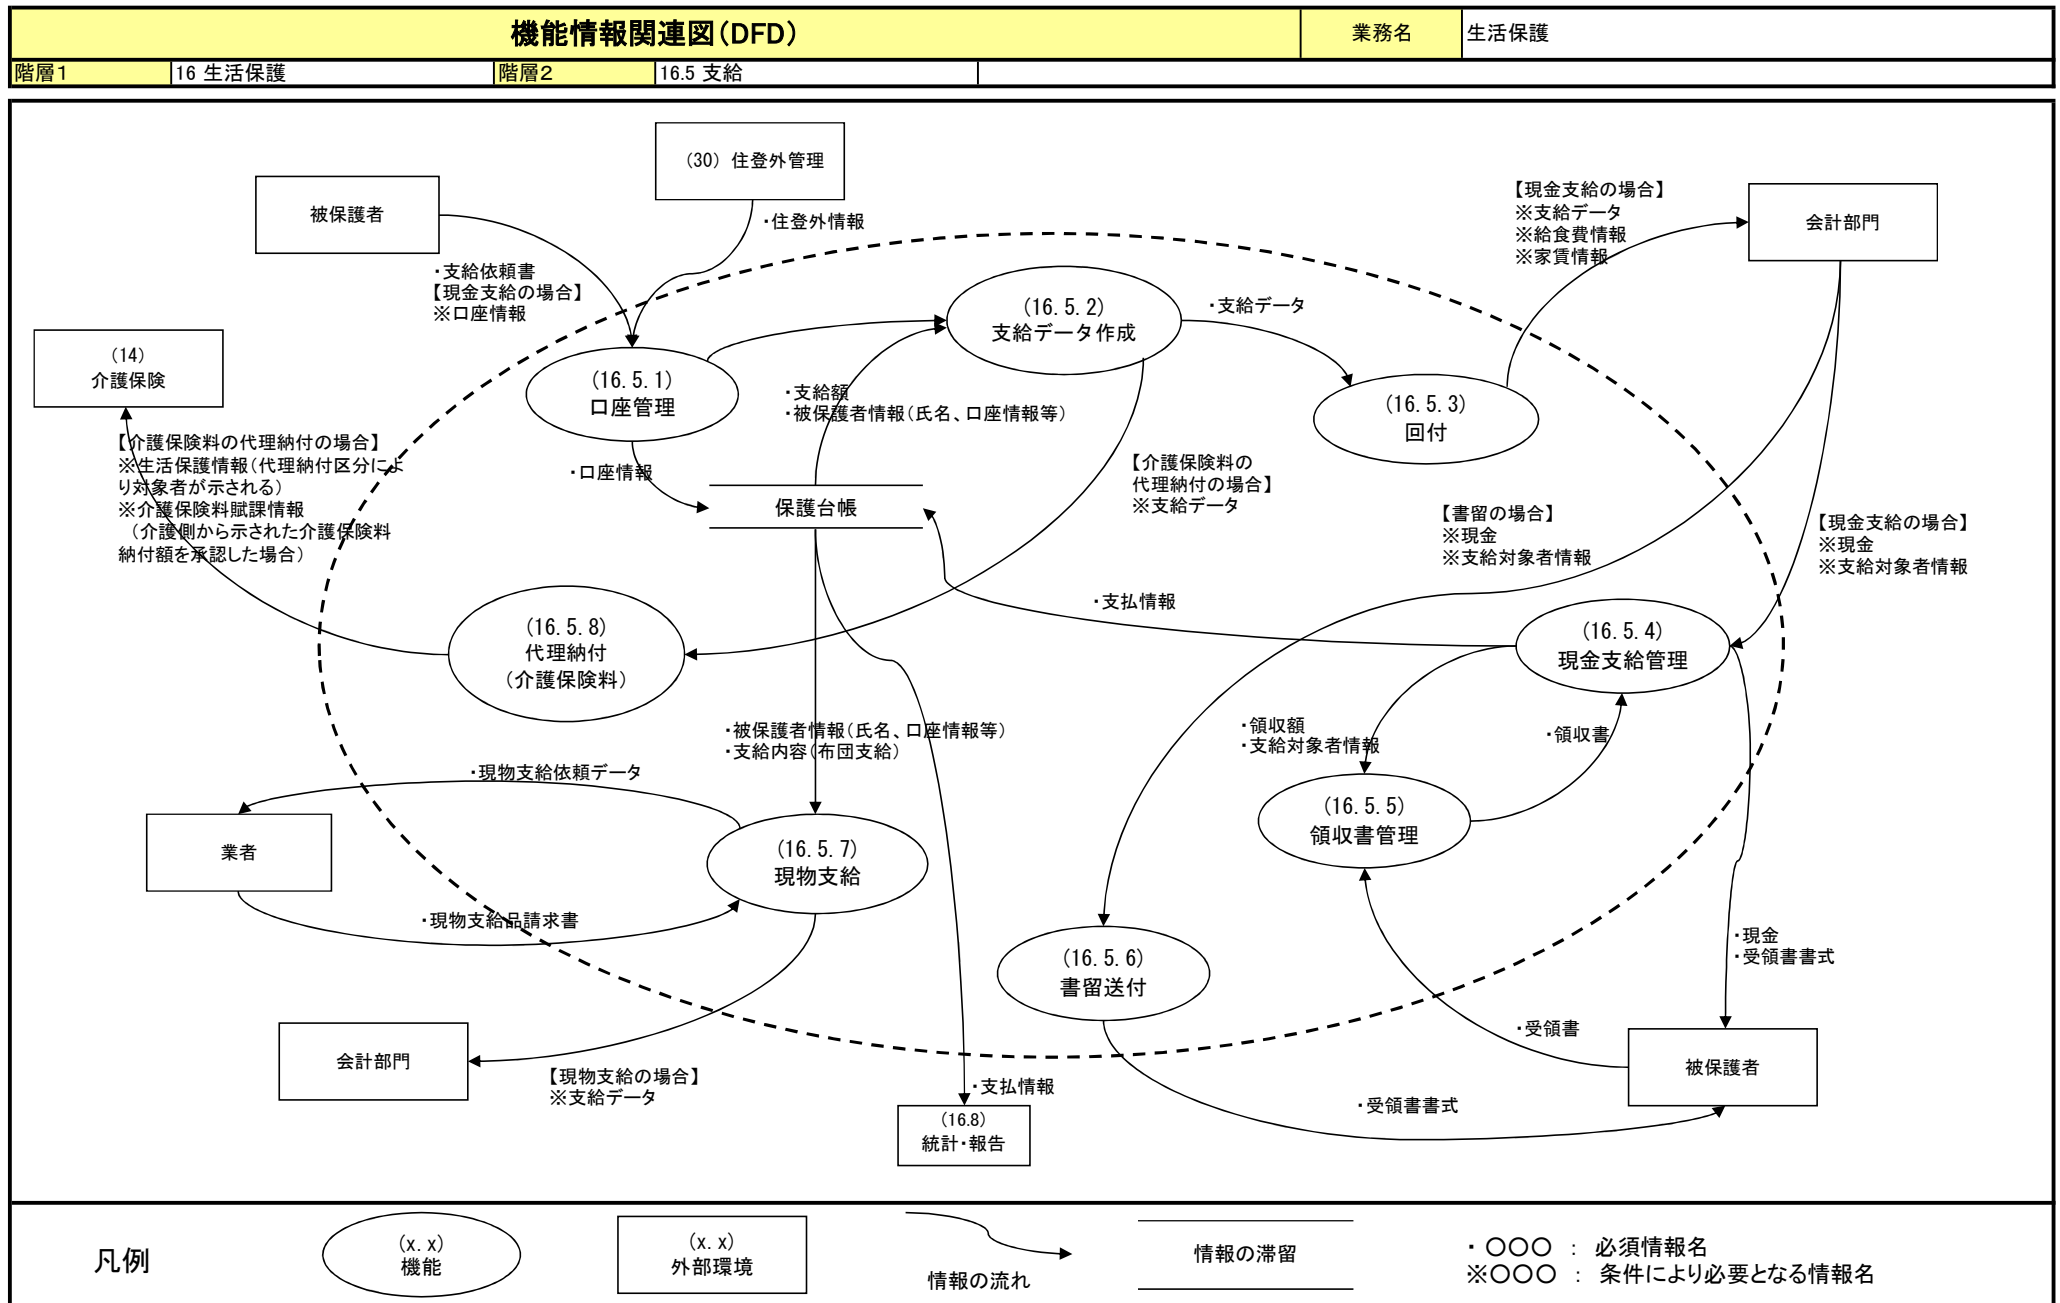 機能情報関連図(DFD)
業務名
生活保護
階層1
16 生活保護
階層2
16.5 支給
(30) 住登外管理
被保護者
・住登外情報
【現金支給の場合】
※支給データ
※給食費情報
※家賃情報
会計部門
・支給依頼書
【現金支給の場合】
※口座情報
(16.5.2)
支給データ作成
・支給データ
(14)
介護保険
(16.5.1)
口座管理
・支給額
・被保護者情報(氏名、口座情報等)
(16.5.3)
回付
【介護保険料の代理納付の場合】
※生活保護情報(代理納付区分によ
り対象者が示される)
※介護保険料賦課情報
(介護側から示された介護保険料
納付額を承認した場合)
・口座情報
保護台帳
【介護保険料の
代理納付の場合】
※支給データ
【書留の場合】
※現金
※支給対象者情報
【現金支給の場合】
※現金
※支給対象者情報
・支払情報
(16.5.8)
代理納付
(介護保険料)
(16.5.4)
現金支給管理
・被保護者情報(氏名、口座情報等)
・支給内容(布団支給)
・領収額
・支給対象者情報
・領収書
・現物支給依頼データ
業者
(16.5.7)
現物支給
(16.5.5)
領収書管理
・現物支給品請求書
(16.5.6)
書留送付
・現金
・受領書書式
会計部門
【現物支給の場合】
※支給データ
・受領書
被保護者
・支払情報
・受領書書式
(16.8)
統計・報告
凡例
(x.x)
機能
(x.x)
外部環境
情報の流れ
情報の滞留
・ ○○○ : 必須情報名
※○○○ : 条件により必要となる情報名